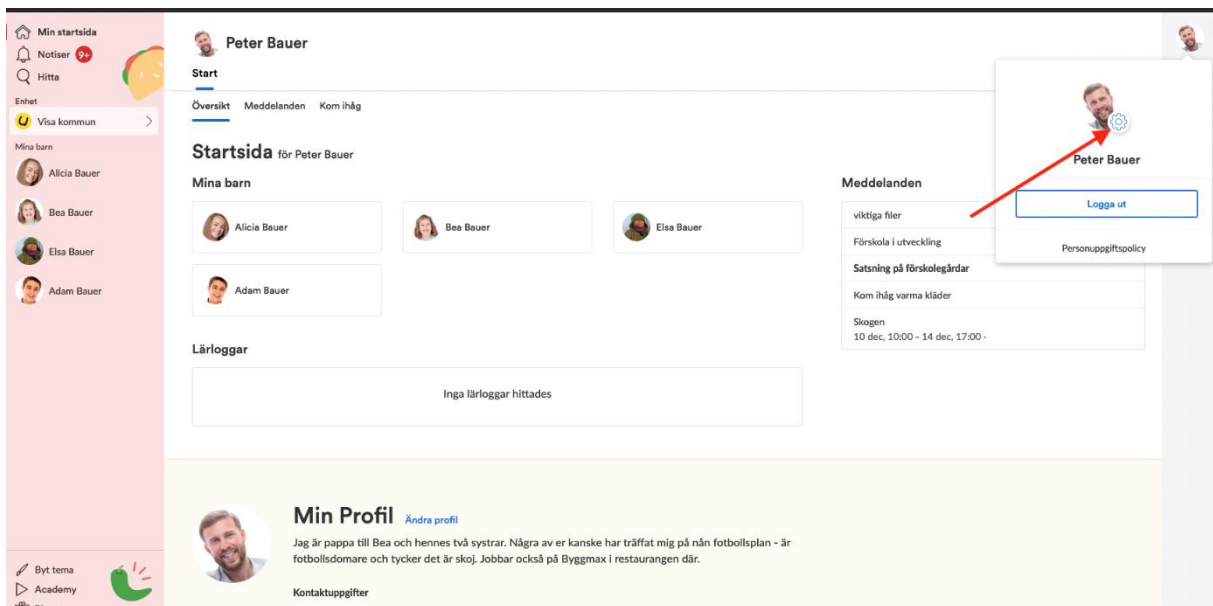 Min startsida
Notiser 9+
Hitta
Enhet
Visa kommun
Mina barn
Alicia Bauer
Bea Bauer
Elsa Bauer
Adam Bauer
Byt tema
Academy
Peter Bauer
Start
Översikt Meddelanden Kom ihåg
Startsida för Peter Bauer
Mina barn
Alicia Bauer
Bea Bauer
Elsa Bauer
Adam Bauer
Lärloggar
Inga lärloggar hittades
Meddelanden
viktiga filer
Förskola i utveckling
Satsning på förskolegårdar
Kom ihåg varma kläder
Skogen
10 dec, 10:00 - 14 dec, 17:00 -
Peter Bauer
Logga ut
Personuppgiftspolicy
Min Profil Ändra profil
Jag är pappa till Bea och hennes två systrar. Några av er kanske har träffat mig på nån fotbollsplan - är
fotbollsdomare och tycker det är skoj. Jobbar också på Byggmax i restaurangen där.
Kontaktuppgifter